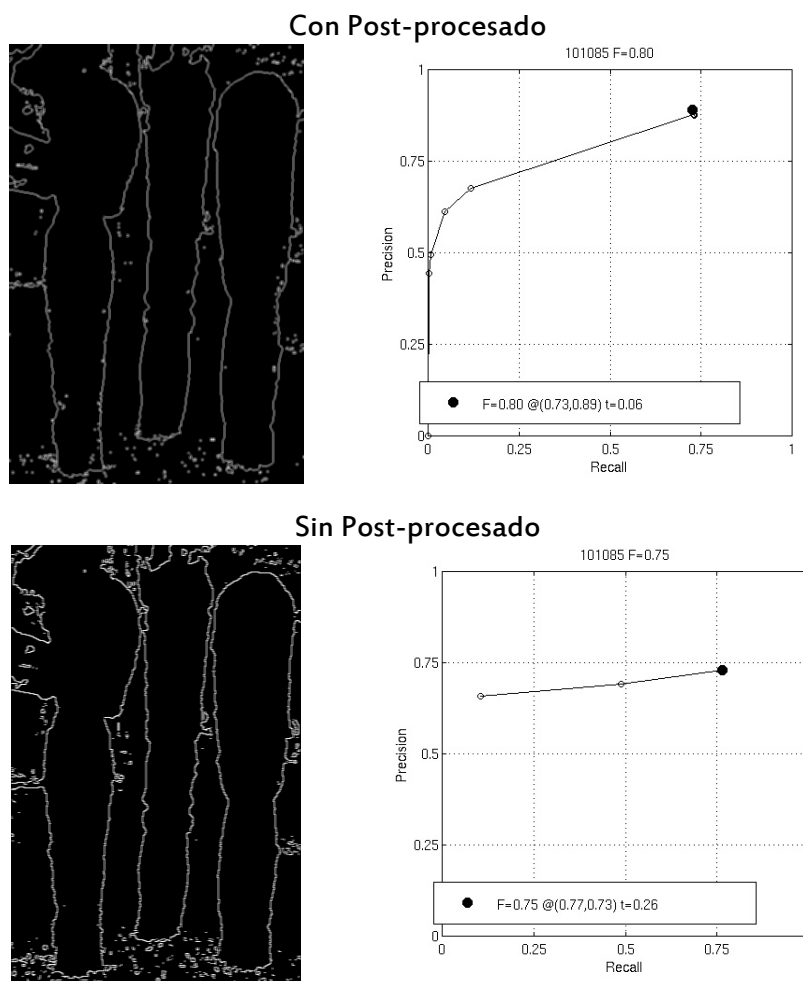 Con Post-procesado
101085 F=0.80
1
0.75
Precision
0.5
0.25
F=0.80 @(0.73,0.89) t=0.06
0
0 0.25 0.5 0.75 1
Recall
Sin Post-procesado
101085 F=0.75
1
0.75
Precision
0.5
0.25
F=0.75 @(0.77,0.73) t=0.26
0
0 0.25 0.5 0.75
Recall